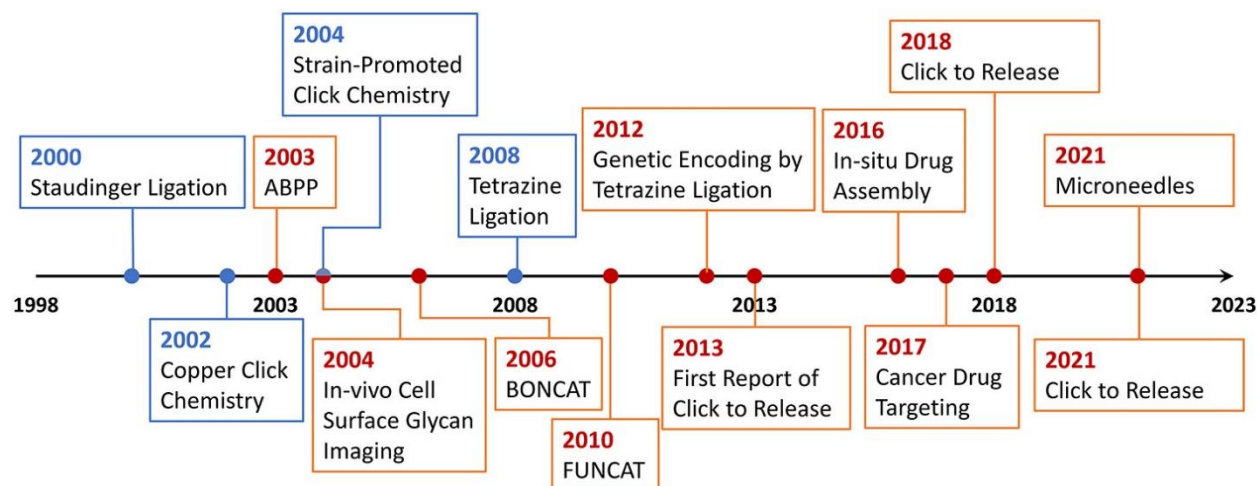 2004
Strain-Promoted
Click Chemistry
2018
Click to Release
2000
Staudinger Ligation
2003
ABPP
2008
Tetrazine
Ligation
2012
Genetic Encoding by
Tetrazine Ligation
2016
In-situ Drug
Assembly
2021
Microneedles
1998
2003
2008
2013
2018
2023
2002
Copper Click
Chemistry
2004
In-vivo Cell
Surface Glycan
Imaging
2006
BONCAT
2010
FUNCAT
2013
First Report of
Click to Release
2017
Cancer Drug
Targeting
2021
Click to Release